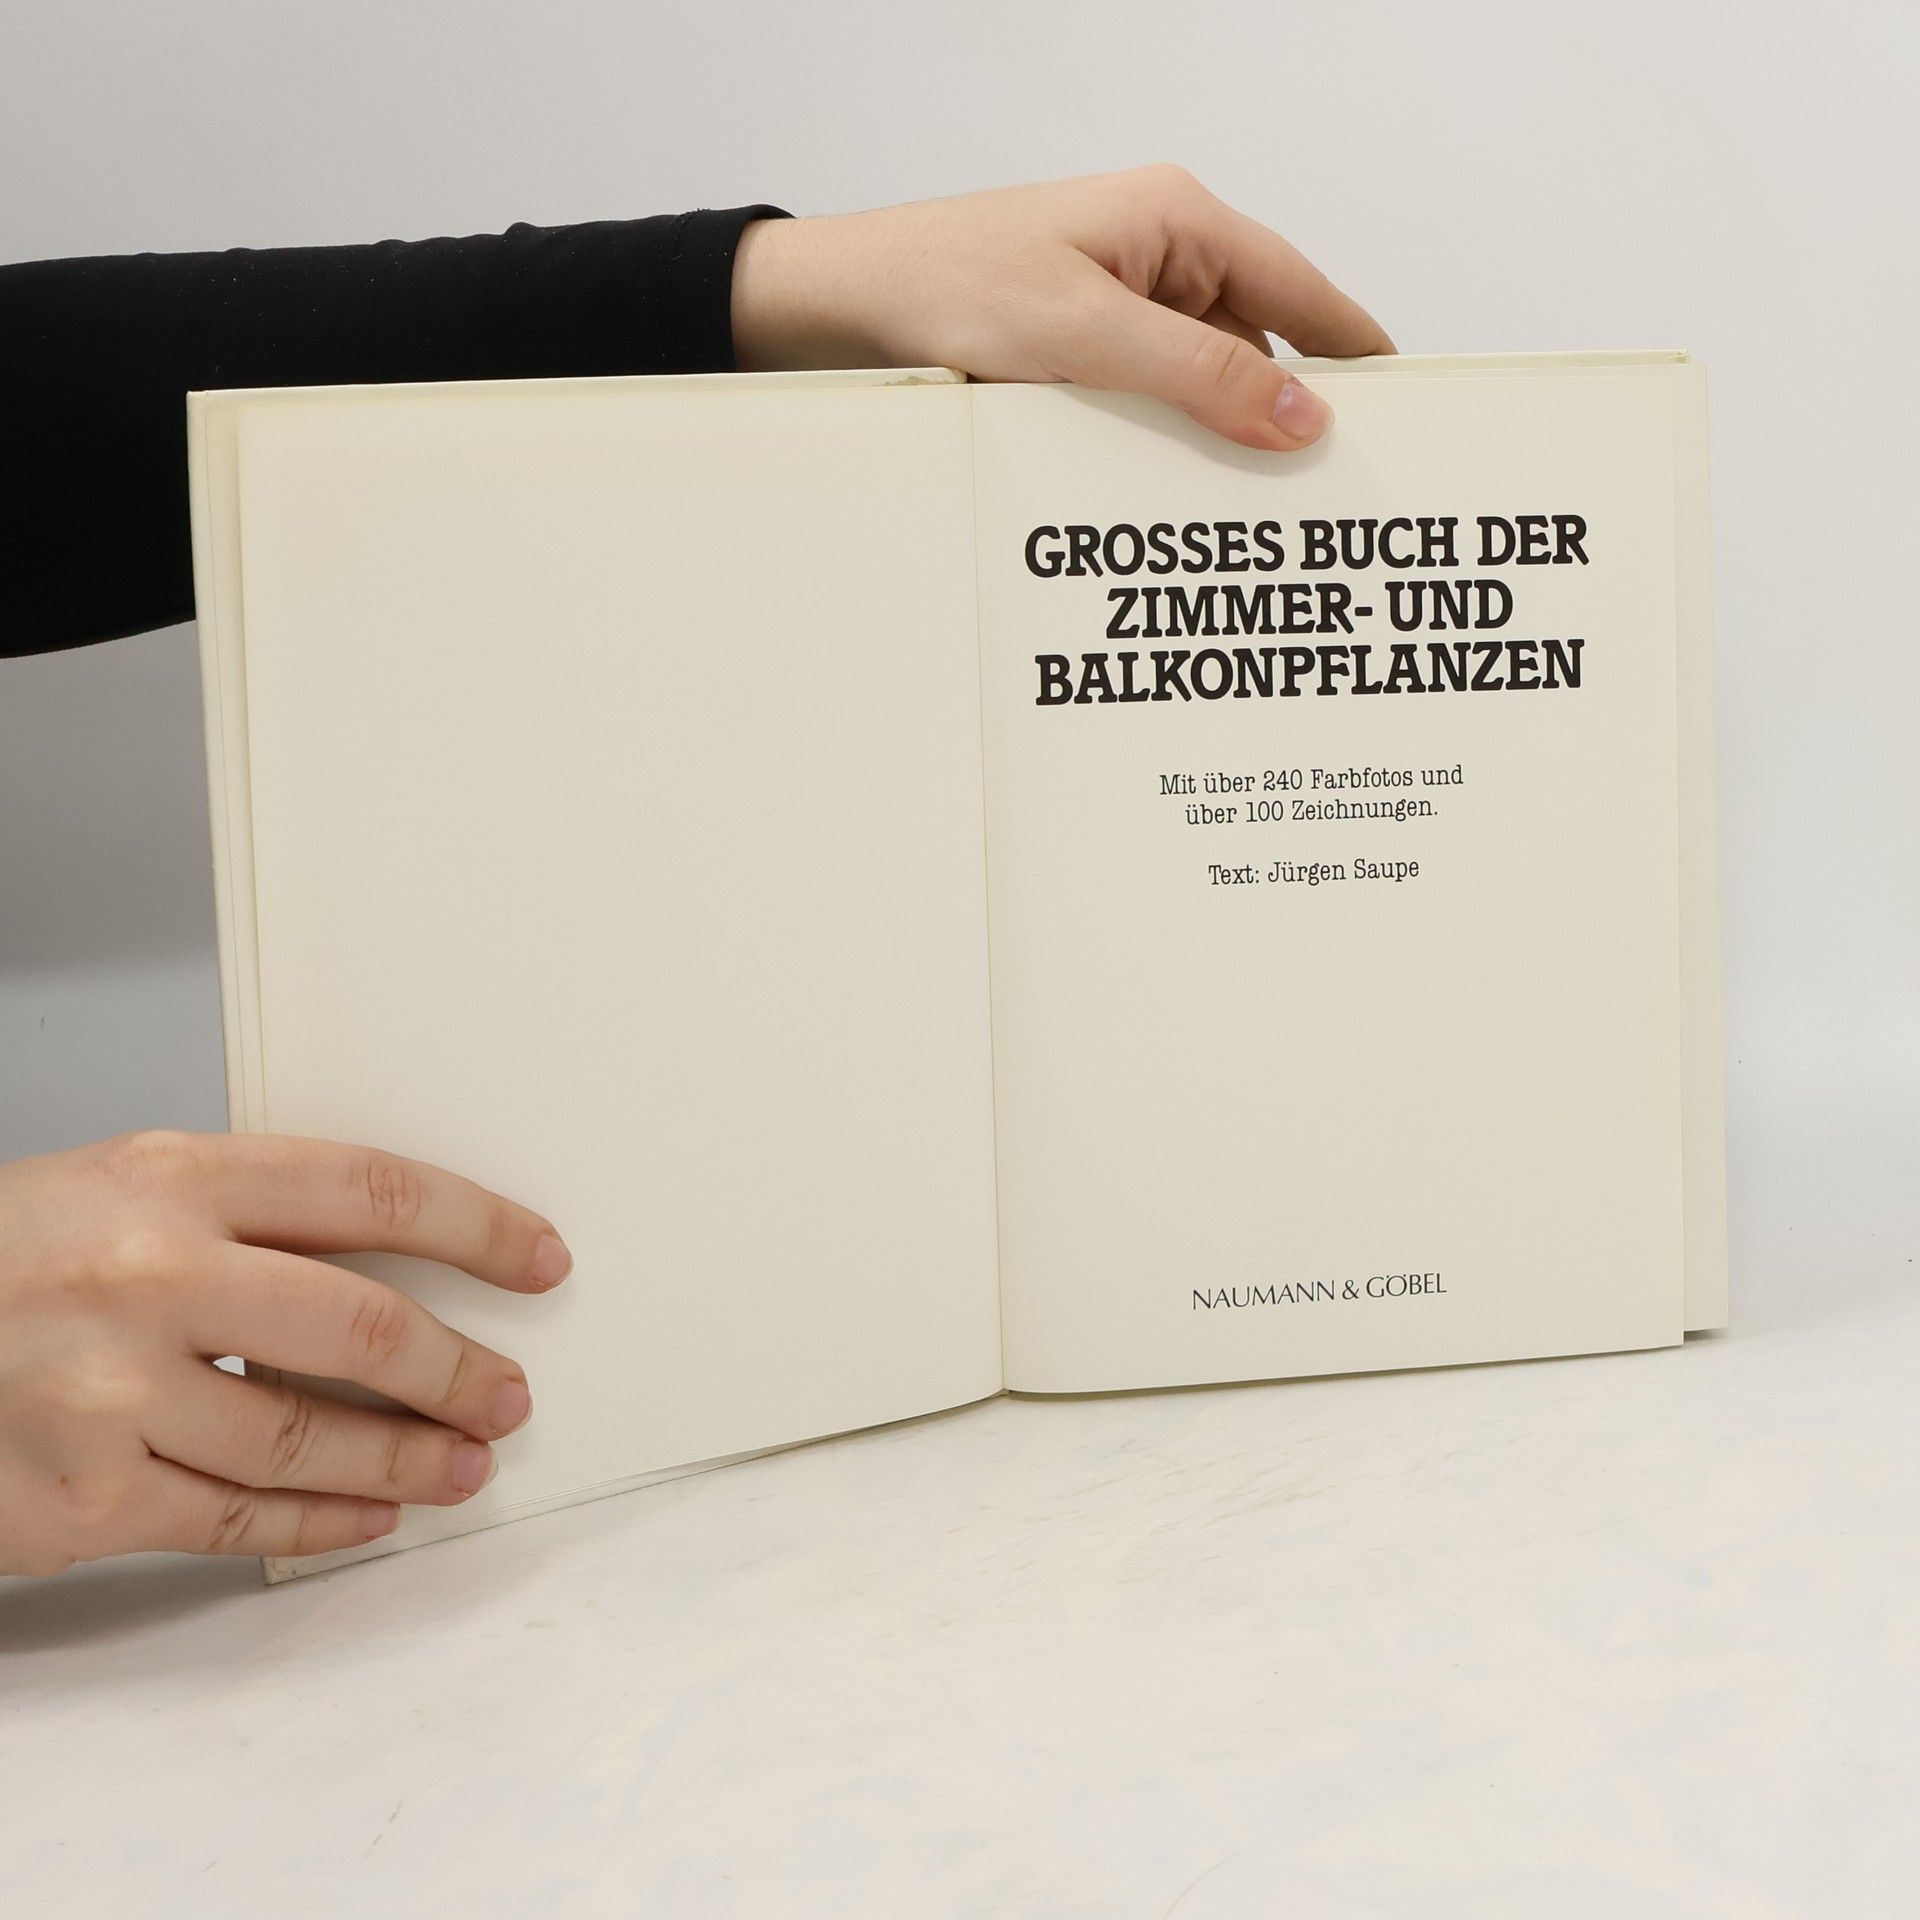 GROSSES BUCH DER
ZIMMER- UND
BALKONPFLANZEN
Mit über 240 Farbfotos und
über 100 Zeichnungen.
Text: Jürgen Saupe
NAUMANN & GÖBEL